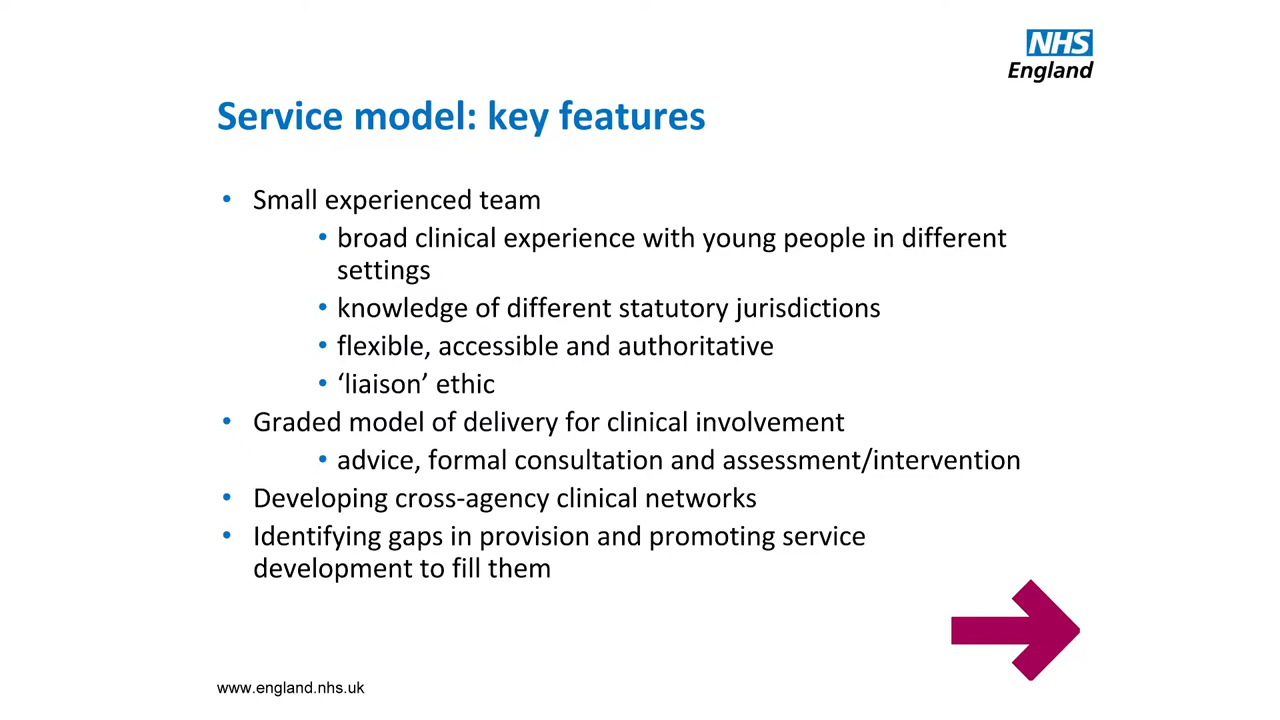 NHS
England
Service model: key features
• Small experienced team
• broad clinical experience with young people in different
settings
• knowledge of different statutory jurisdictions
• flexible, accessible and authoritative
• ‘liaison’ ethic
• Graded model of delivery for clinical involvement
• advice, formal consultation and assessment/intervention
• Developing cross-agency clinical networks
• Identifying gaps in provision and promoting service
development to fill them
www.england.nhs.uk